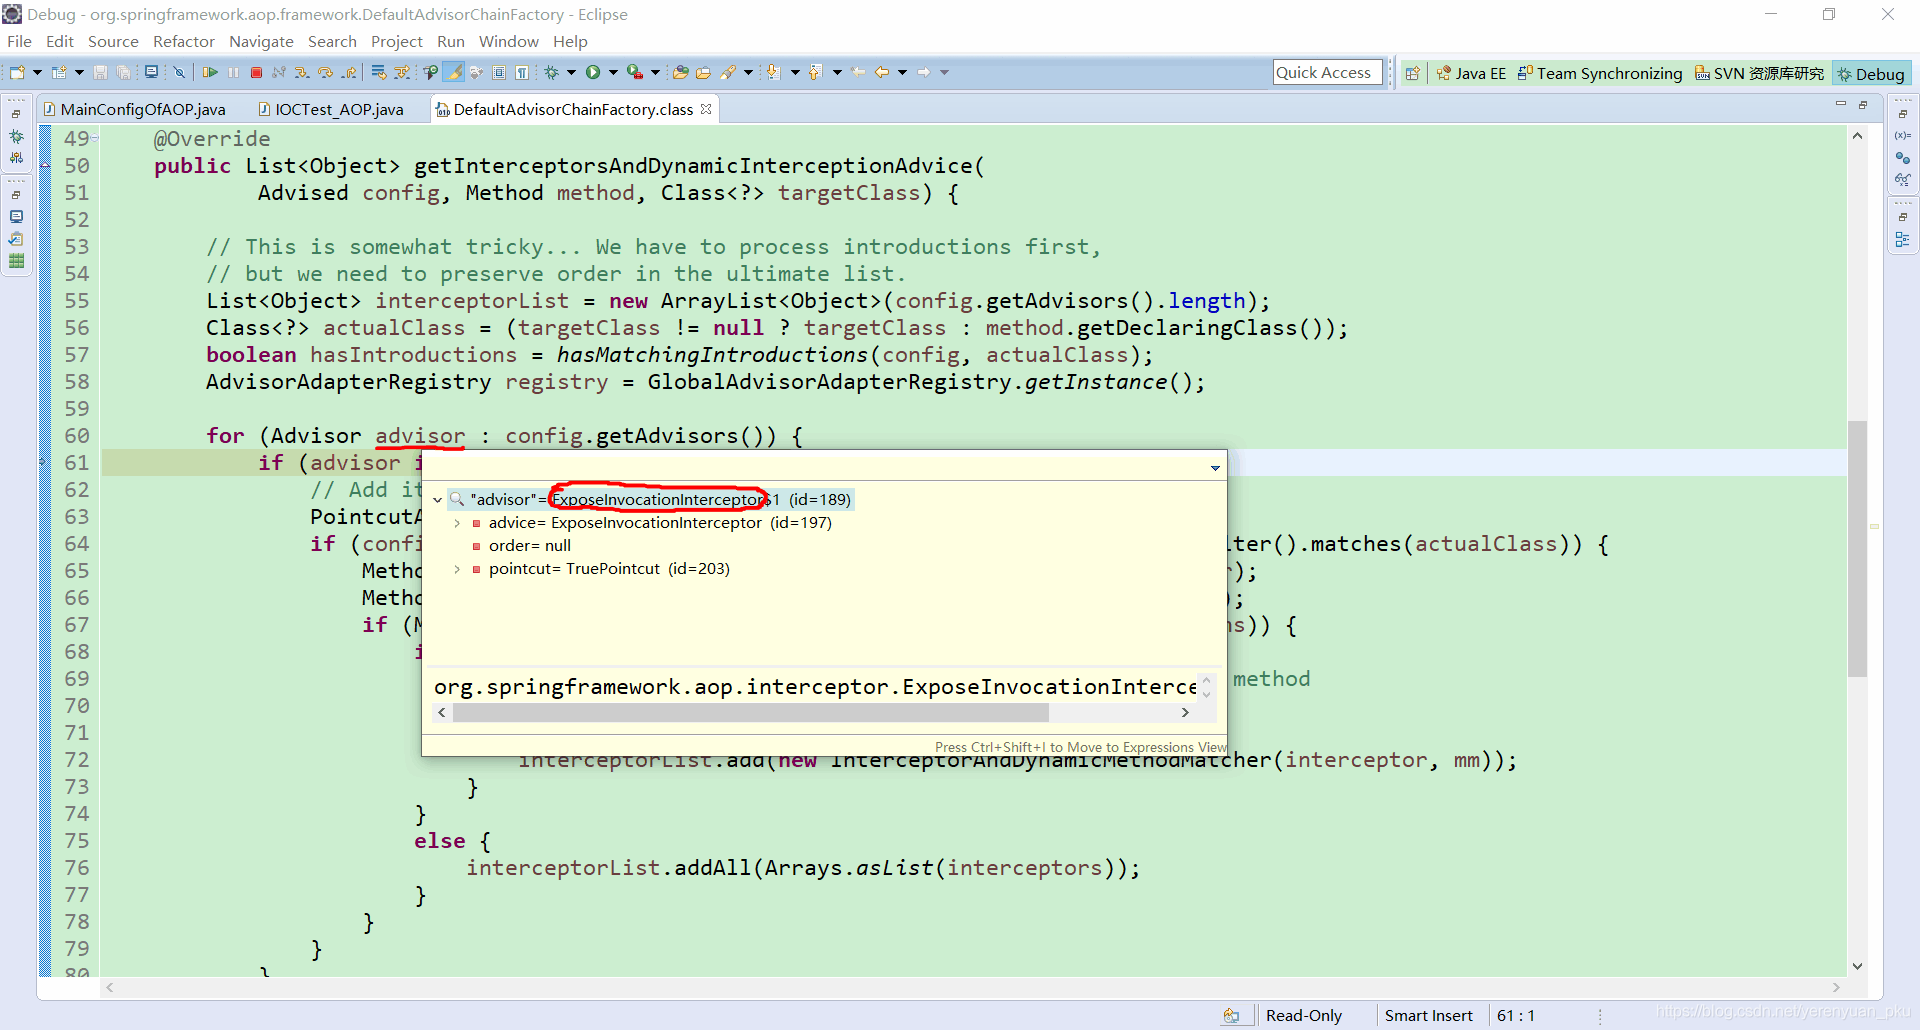 Debug - org.springframework.aop.framework.DefaultAdvisorChainFactory - Eclipse
File Edit Source Refactor Navigate Search Project Run Window Help
Quick Access Java EE Team Synchronizing SVN 资源库研究 Debug
MainConfigOfAOP.java IOCTest_AOP.java DefaultAdvisorChainFactory.class
49 @Override
50 public List<Object> getInterceptorsAndDynamicInterceptionAdvice(
51 Advised config, Method method, Class<?> targetClass) {
52
53 // This is somewhat tricky... We have to process introductions first,
54 // but we need to preserve order in the ultimate list.
55 List<Object> interceptorList = new ArrayList<Object>(config.getAdvisors().length);
56 Class<?> actualClass = (targetClass != null ? targetClass : method.getDeclaringClass());
57 boolean hasIntroductions = hasMatchingIntroductions(config, actualClass);
58 AdvisorAdapterRegistry registry = GlobalAdvisorAdapterRegistry.getInstance();
59
60 for (Advisor advisor : config.getAdvisors()) {
61 if (advisor i
"advisor"= ExposeInvocationInterceptor$1 (id=189)
advice= ExposeInvocationInterceptor (id=197)
order= null
pointcut= TruePointcut (id=203)
org.springframework.aop.interceptor.ExposeInvocationInterce
Press Ctrl+Shift+I to Move to Expressions View
62 // Add it
63 PointcutA
64 if (confi lter().matches(actualClass)) {
65 Metho );
66 Metho );
67 if (M ns)) {
68 i
69 method
70
71
72 interceptorList.add(new InterceptorAndDynamicMethodMatcher(interceptor, mm));
73 }
74 }
75 else {
76 interceptorList.addAll(Arrays.asList(interceptors));
77 }
78 }
79 }
80 }
Read-Only Smart Insert 61 : 1
https://blog.csdn.net/yerenyuan_pku